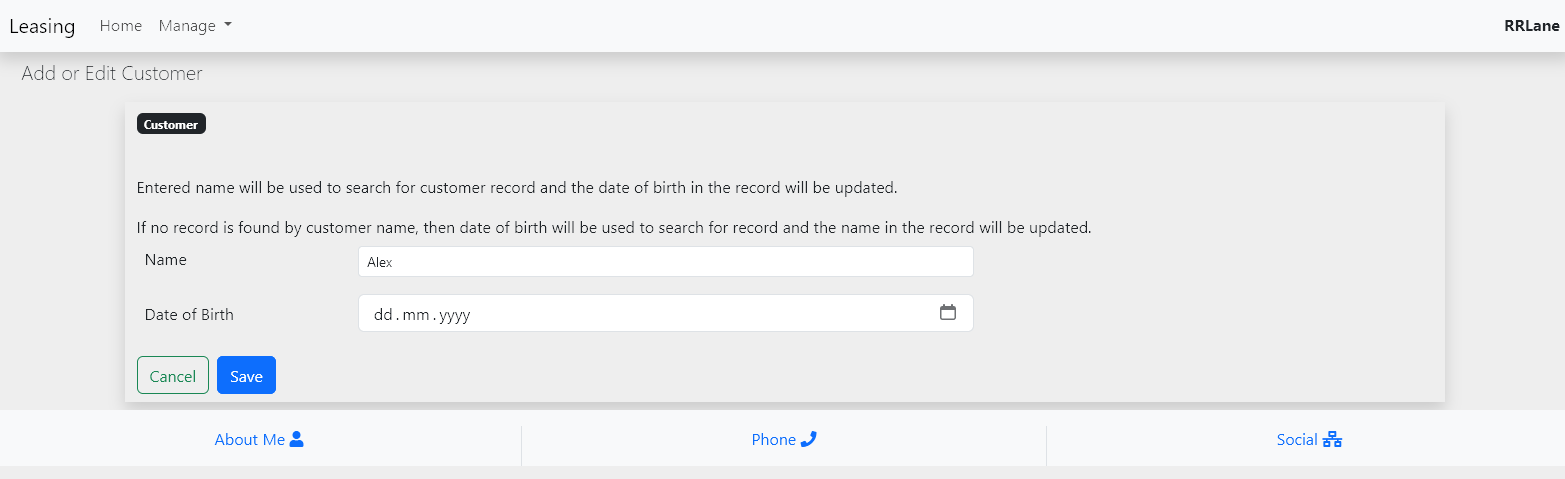 Leasing Home Manage RRLane
Add or Edit Customer
Customer
Entered name will be used to search for customer record and the date of birth in the record will be updated.
If no record is found by customer name, then date of birth will be used to search for record and the name in the record will be updated.
Name Alex
Date of Birth dd.mm.yyyy
Cancel Save
About Me Phone Social